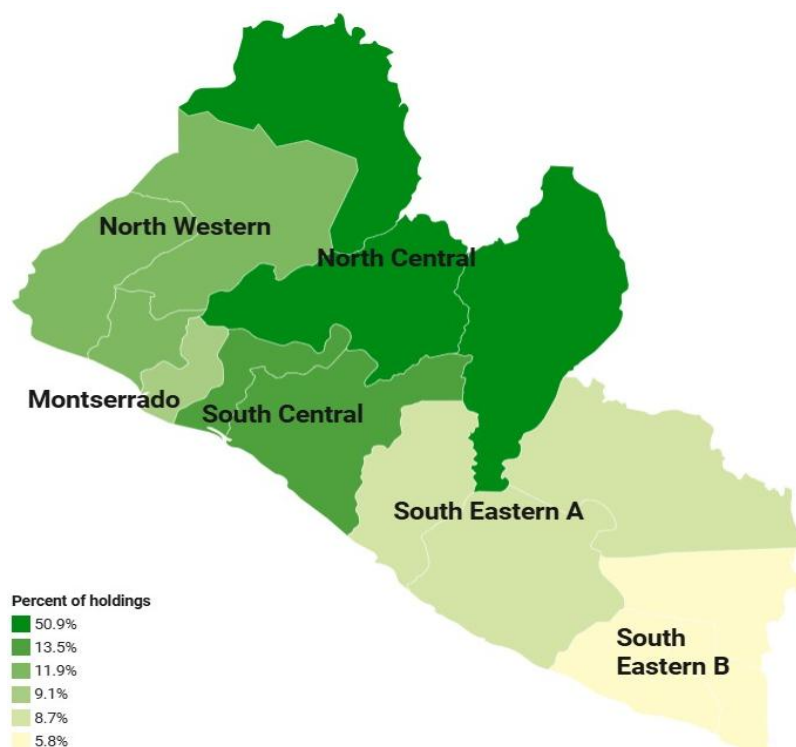 North Western
North Central
Montserrado
South Central
South Eastern A
South
Eastern B
Percent of holdings
50.9%
13.5%
11.9%
9.1%
8.7%
5.8%